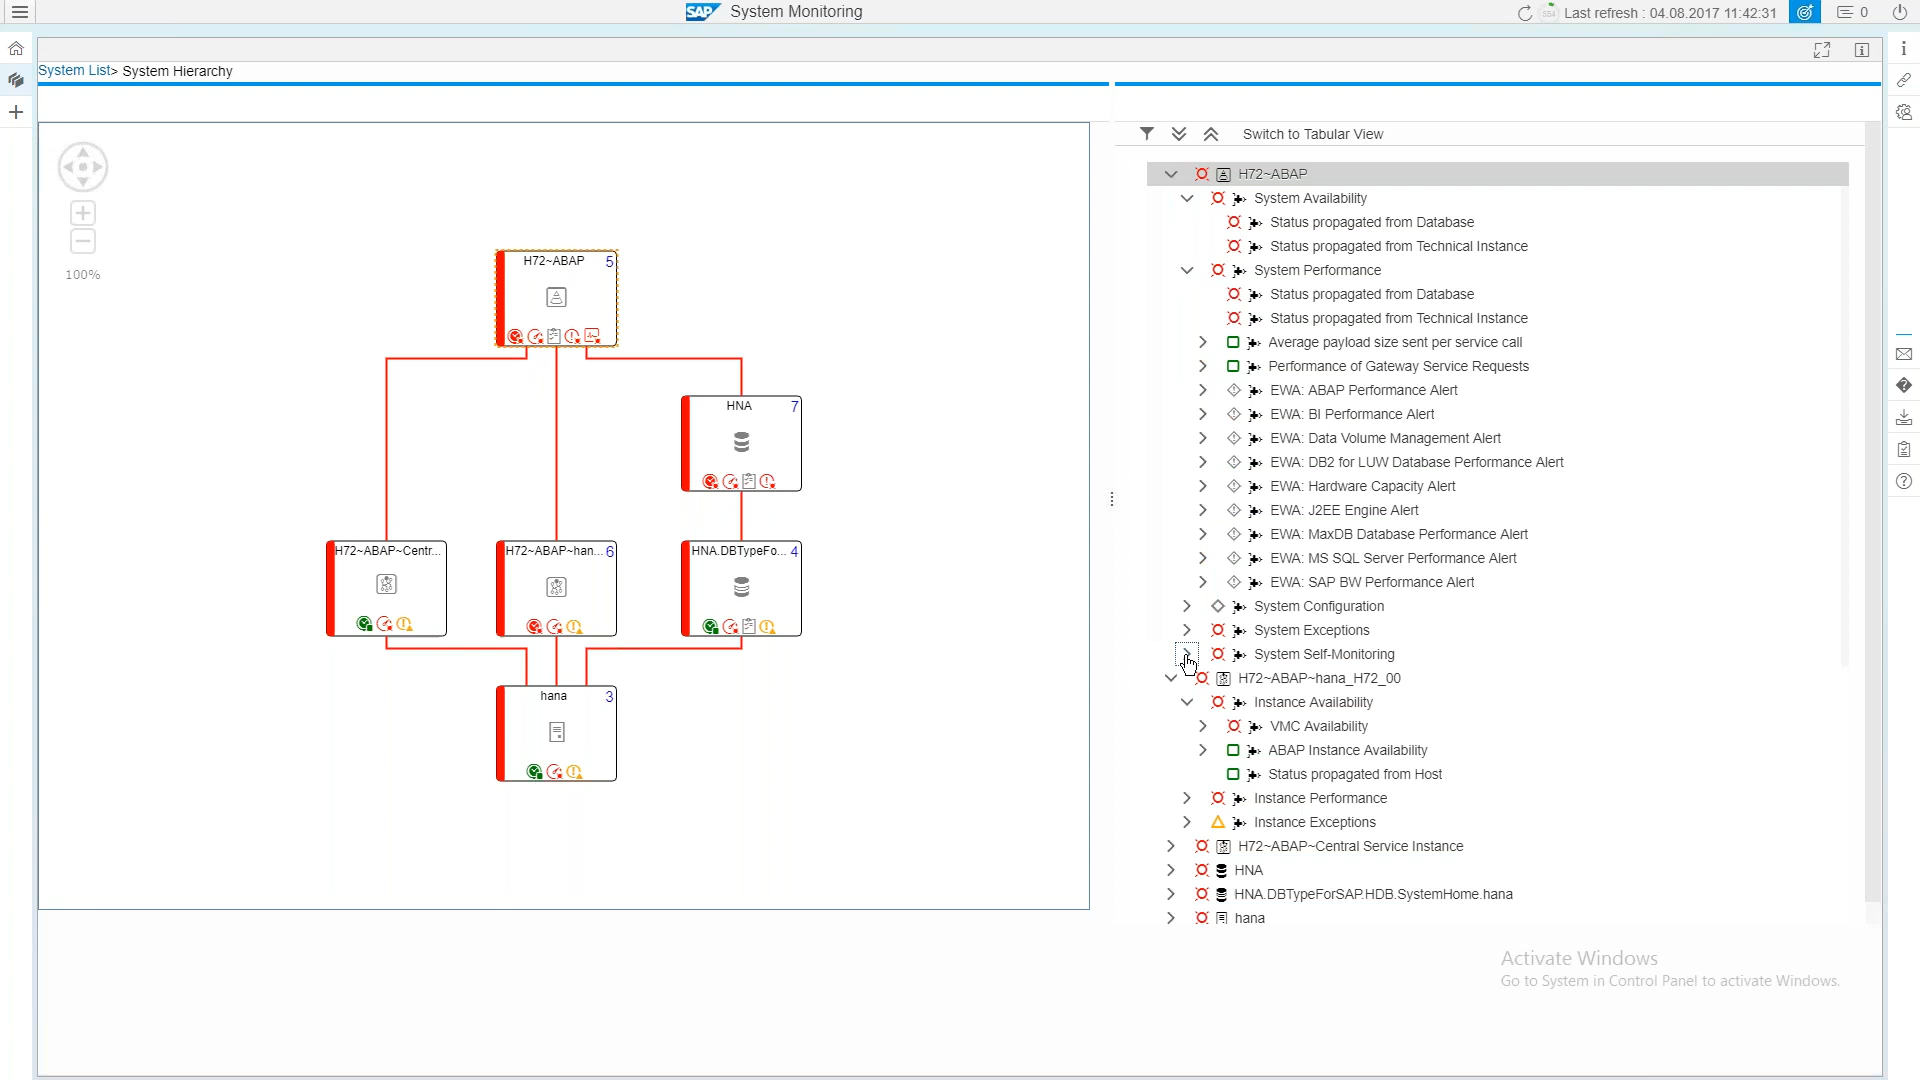 SAP System Monitoring
Last refresh : 04.08.2017 11:42:31
0
System List> System Hierarchy
100%
H72~ABAP 5
HNA 7
H72~ABAP~Centr...
H72~ABAP~han... 6
HNA.DBTypeFo... 4
hana 3
Switch to Tabular View
H72~ABAP
System Availability
Status propagated from Database
Status propagated from Technical Instance
System Performance
Status propagated from Database
Status propagated from Technical Instance
Average payload size sent per service call
Performance of Gateway Service Requests
EWA: ABAP Performance Alert
EWA: BI Performance Alert
EWA: Data Volume Management Alert
EWA: DB2 for LUW Database Performance Alert
EWA: Hardware Capacity Alert
EWA: J2EE Engine Alert
EWA: MaxDB Database Performance Alert
EWA: MS SQL Server Performance Alert
EWA: SAP BW Performance Alert
System Configuration
System Exceptions
System Self-Monitoring
H72~ABAP~hana_H72_00
Instance Availability
VMC Availability
ABAP Instance Availability
Status propagated from Host
Instance Performance
Instance Exceptions
H72~ABAP~Central Service Instance
HNA
HNA.DBTypeForSAP.HDB.SystemHome.hana
hana
Activate Windows
Go to System in Control Panel to activate Windows.